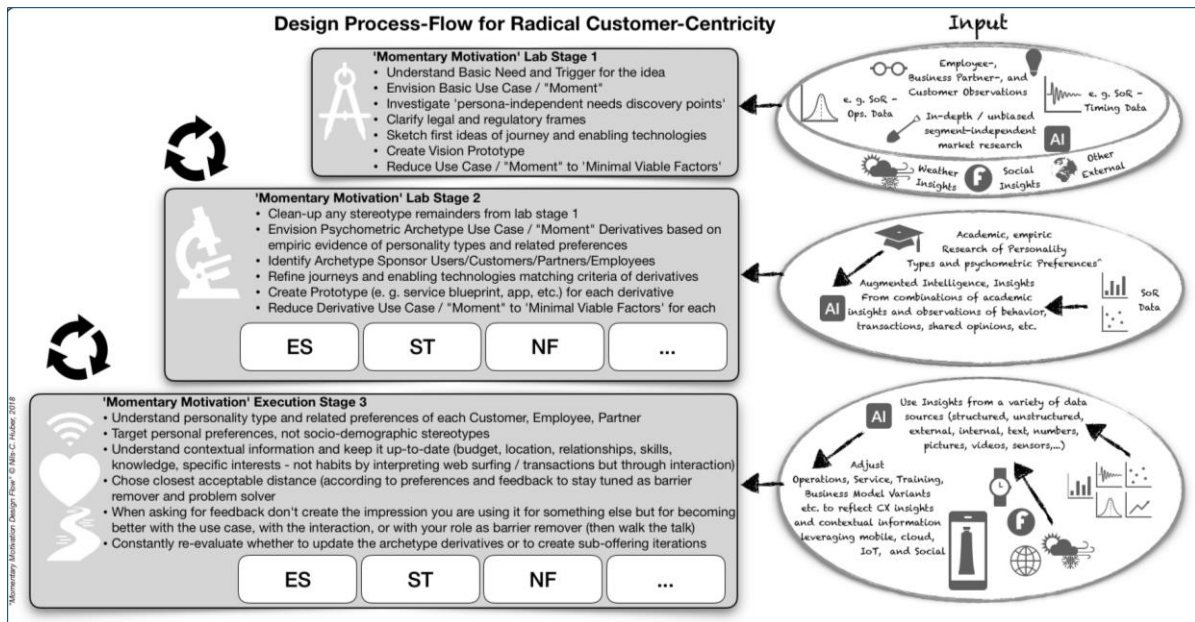 Design Process-Flow for Radical Customer-Centricity
'Momentary Motivation' Lab Stage 1
• Understand Basic Need and Trigger for the idea
• Envision Basic Use Case / "Moment"
• Investigate 'persona-independent needs discovery points'
• Clarify legal and regulatory frames
• Sketch first ideas of journey and enabling technologies
• Create Vision Prototype
• Reduce Use Case / "Moment" to 'Minimal Viable Factors'
Input
Employee-,
Business Partner-, and
Customer Observations
e. g. SoR -
Ops. Data
e. g. SoR -
Timing Data
In-depth / unbiased
segment-independent
market research
AI
Weather
Insights
F
Social
Insights
Other
External
'Momentary Motivation' Lab Stage 2
• Clean-up any stereotype remainders from lab stage 1
• Envision Psychometric Archetype Use Case / "Moment" Derivatives based on
empiric evidence of personality types and related preferences
• Identify Archetype Sponsor Users/Customers/Partners/Employees
• Refine journeys and enabling technologies matching criteria of derivatives
• Create Prototype (e. g. service blueprint, app, etc.) for each derivative
• Reduce Derivative Use Case / "Moment" to 'Minimal Viable Factors' for each
ES
ST
NF
...
Academic, empiric
Research of Personality
Types and psychometric Preferences^
Augmented Intelligence, Insights
From combinations of academic
insights and observations of behavior,
transactions, shared opinions, etc.
AI
SoR
Data
'Momentary Motivation' Execution Stage 3
• Understand personality type and related preferences of each Customer, Employee, Partner
• Target personal preferences, not socio-demographic stereotypes
• Understand contextual information and keep it up-to-date (budget, location, relationships, skills,
knowledge, specific interests - not habits by interpreting web surfing / transactions but through interaction)
• Chose closest acceptable distance (according to preferences and feedback to stay tuned as barrier
remover and problem solver
• When asking for feedback don't create the impression you are using it for something else but for becoming
better with the use case, with the interaction, or with your role as barrier remover (then walk the talk)
• Constantly re-evaluate whether to update the archetype derivatives or to create sub-offering iterations
ES
ST
NF
...
AI
Use Insights from a variety of data
sources (structured, unstructured,
external, internal, text, numbers,
pictures, videos, sensors,...)
Adjust
Operations, Service, Training,
Business Model Variants
etc. to reflect CX insights
and contextual information
leveraging mobile, cloud,
IoT, and Social
F
"Momentary Motivation Design Flow" © Nils-C. Huber, 2018